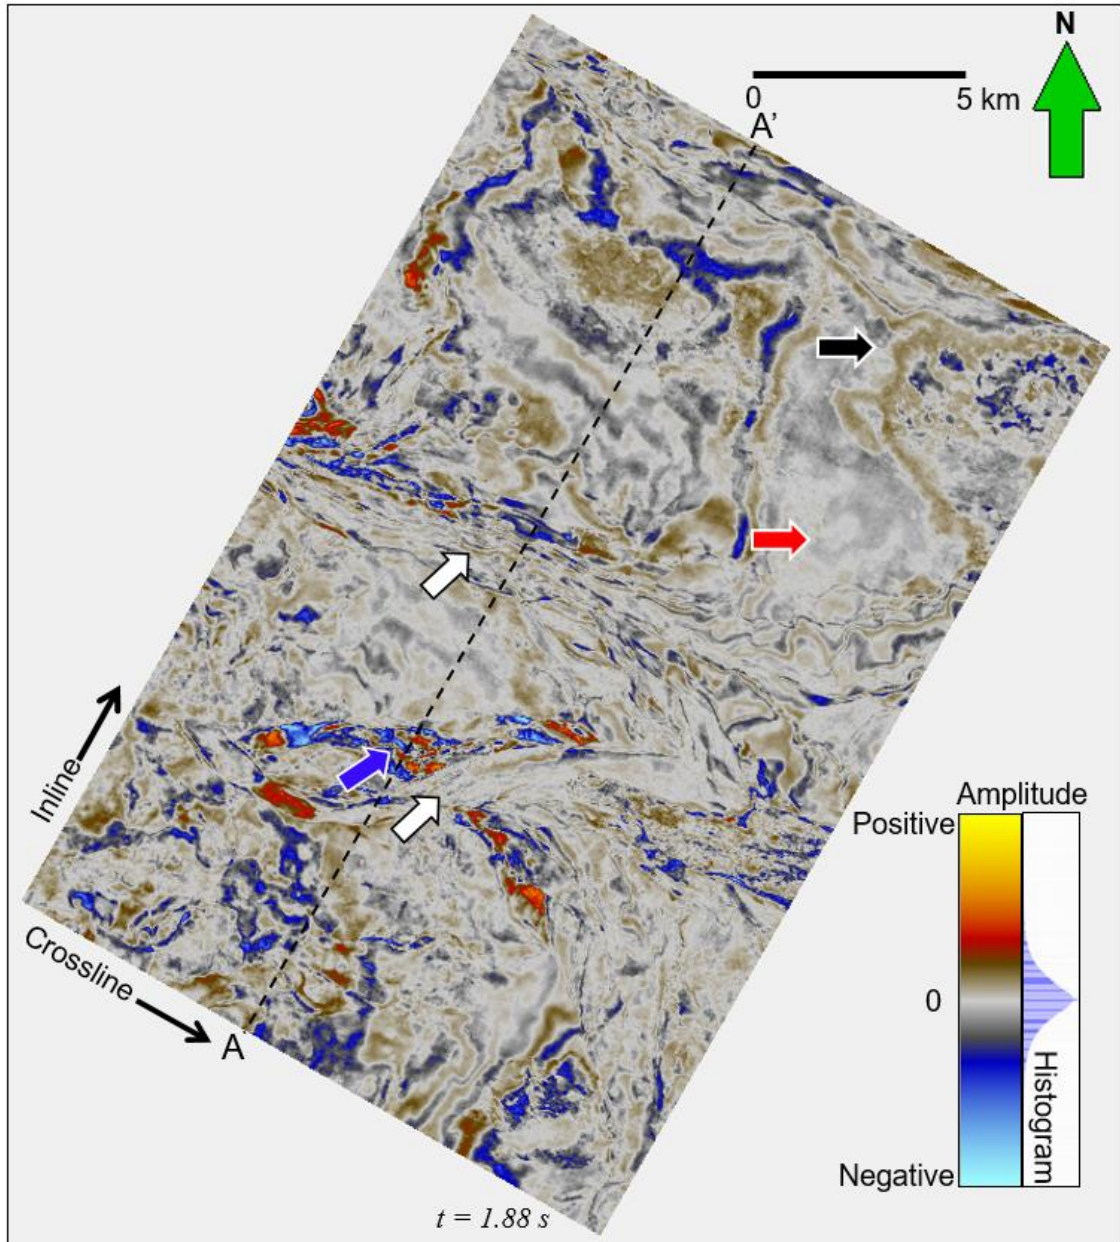 N
0
5 km
A’
Inline
Crossline
A
Amplitude
Positive
0
Negative
Histogram
t = 1.88 s